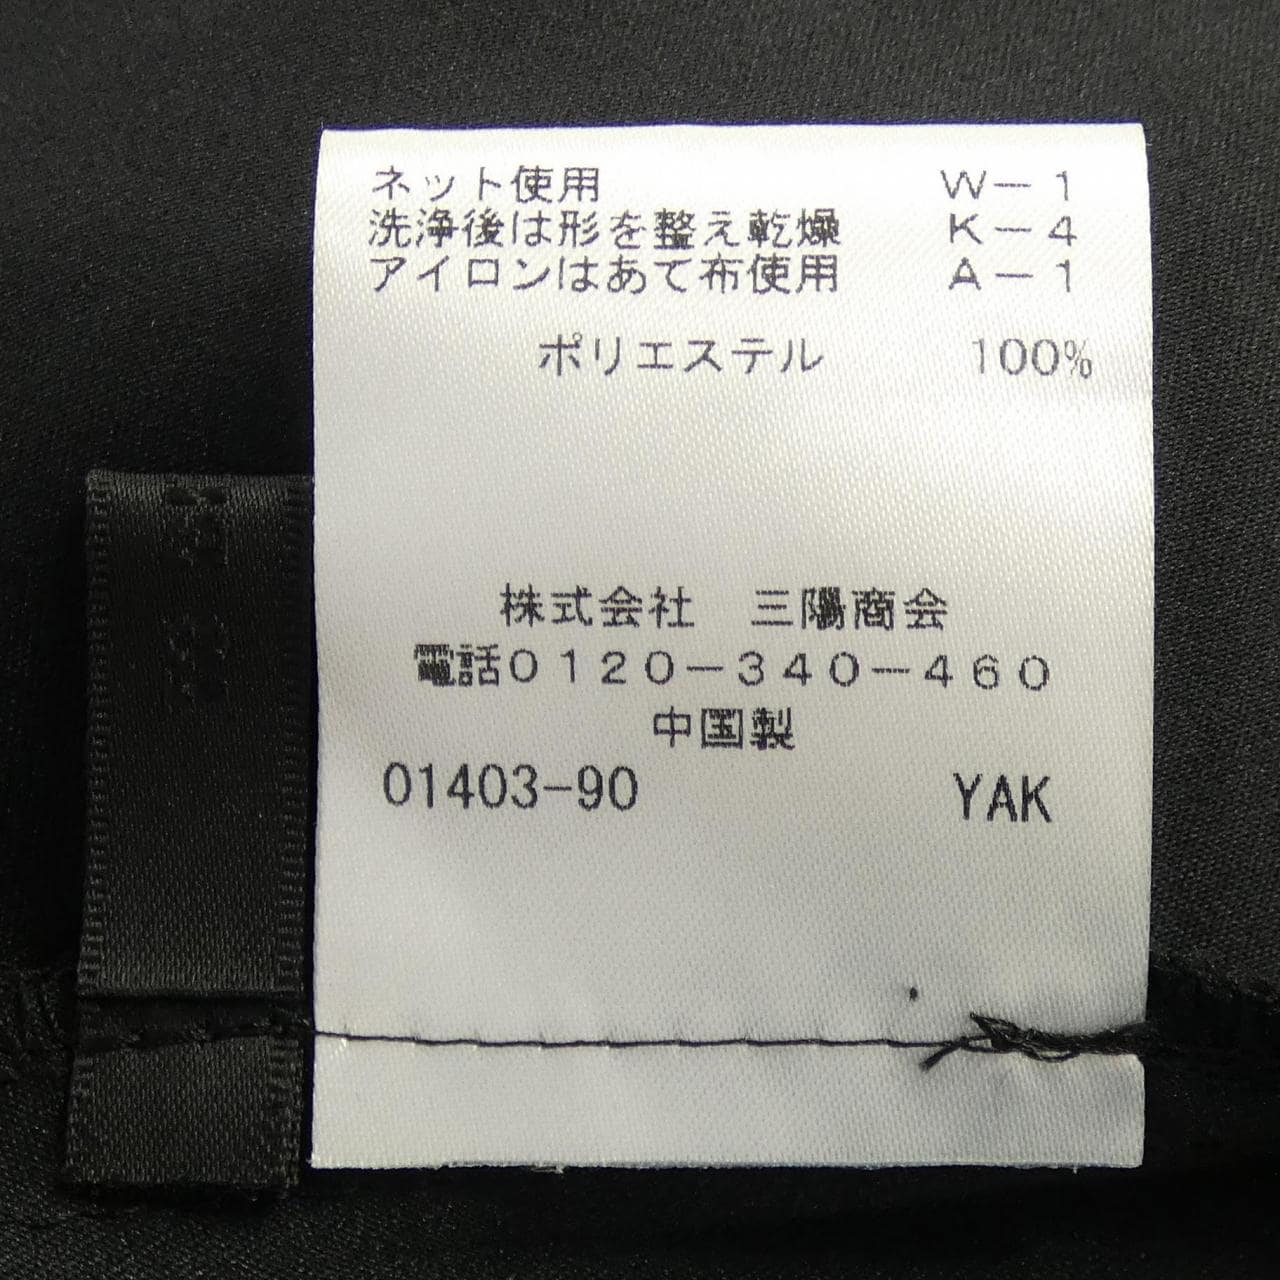 ネット使用 W-1
洗浄後は形を整え乾燥 K-4
アイロンはあて布使用 A-1
ポリエステル 100%
株式会社 三陽商会
電話0120-340-460
中国製
01403-90 YAK